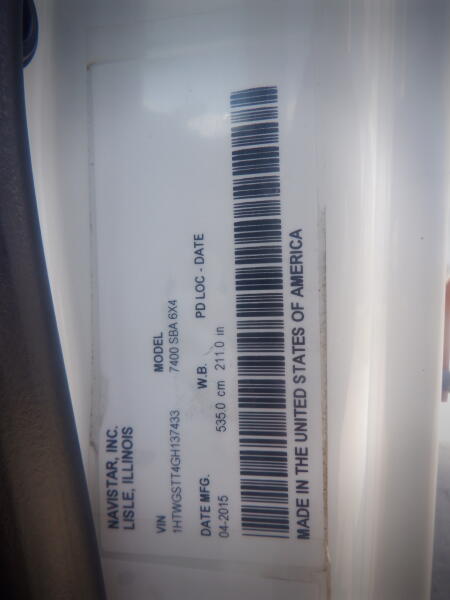 NAVISTAR, INC.
LISLE, ILLINOIS
VIN MODEL
1HTWGSTT4GH137433 7400 SBA 6X4
DATE MFG. W.B. PD LOC - DATE
04-2015 535.0 cm 211.0 in
MADE IN THE UNITED STATES OF AMERICA